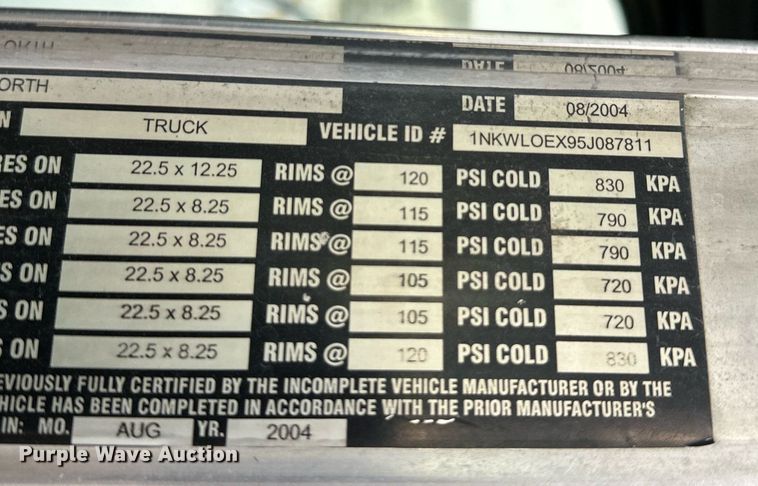 DATE 08/2004
ORTH
DATE 08/2004
N TRUCK VEHICLE ID # 1NKWLOEX95J087811
RES ON 22.5 x 12.25 RIMS @ 120 PSI COLD 830 KPA
ES ON 22.5 x 8.25 RIMS @ 115 PSI COLD 790 KPA
ES ON 22.5 x 8.25 RIMS @ 115 PSI COLD 790 KPA
S ON 22.5 x 8.25 RIMS @ 105 PSI COLD 720 KPA
S ON 22.5 x 8.25 RIMS @ 105 PSI COLD 720 KPA
ON 22.5 x 8.25 RIMS @ 120 PSI COLD 830 KPA
EVIOUSLY FULLY CERTIFIED BY THE INCOMPLETE VEHICLE MANUFACTURER OR BY THE
HICLE HAS BEEN COMPLETED IN ACCORDANCE WITH THE PRIOR MANUFACTURER'S
IN: MO. AUG YR. 2004
Purple Wave Auction